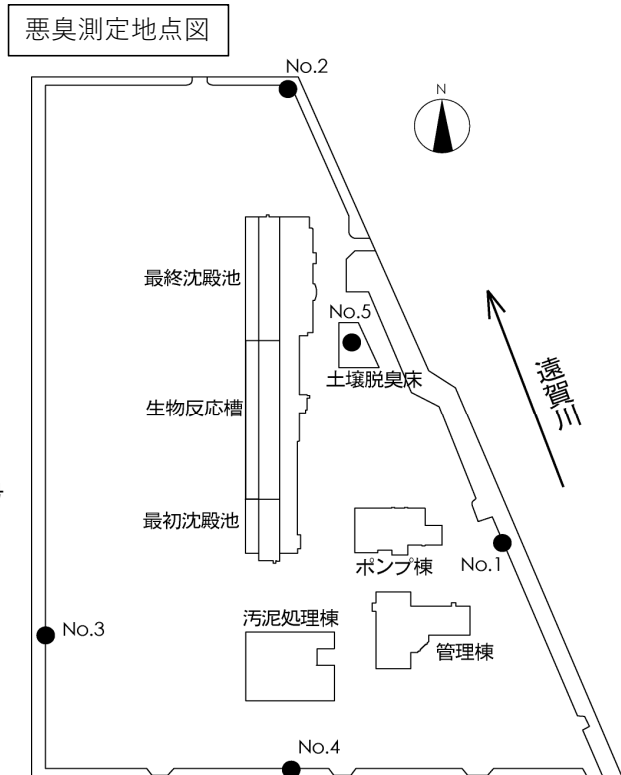 悪臭測定地点図
No.2
N
最終沈殿池
No.5
土壌脱臭床
遠賀川
生物反応槽
最初沈殿池
ポンプ棟
No.1
汚泥処理棟
No.3
管理棟
No.4